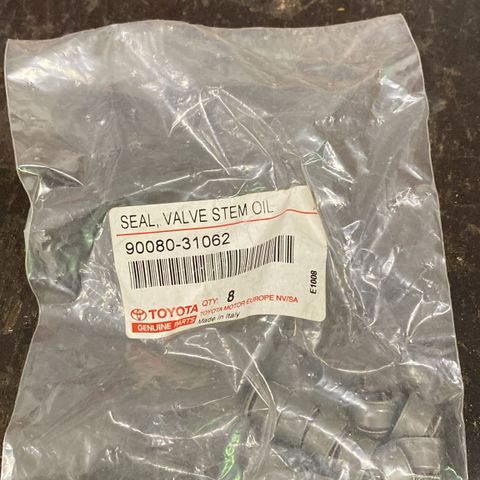 SEAL, VALVE STEM OIL
90080-31062
E1008
TOYOTA
GENUINE PARTS
QTY: 8
TOYOTA MOTOR EUROPE NV/SA
Made in Italy